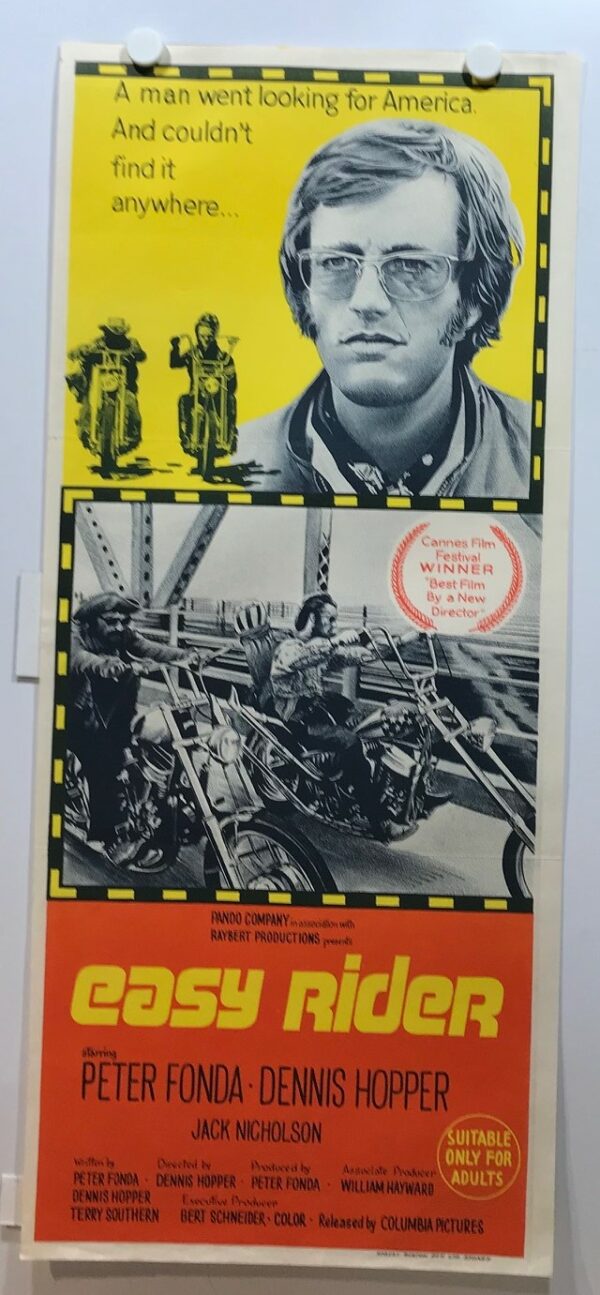 A man went looking for America.
And couldn't
find it
anywhere...
Cannes Film
Festival
WINNER
"Best Film
By a New
Director"
PANDO COMPANY in association with
RAYBERT PRODUCTIONS presents
easy RideR
starring
PETER FONDA · DENNIS HOPPER
JACK NICHOLSON
SUITABLE
ONLY FOR
ADULTS
Written by
PETER FONDA ·
DENNIS HOPPER
TERRY SOUTHERN
Directed by
DENNIS HOPPER ·
Produced by
PETER FONDA ·
Associate Producer
WILLIAM HAYWARD
Executive Producer
BERT SCHNEIDER · COLOR · Released by COLUMBIA PICTURES